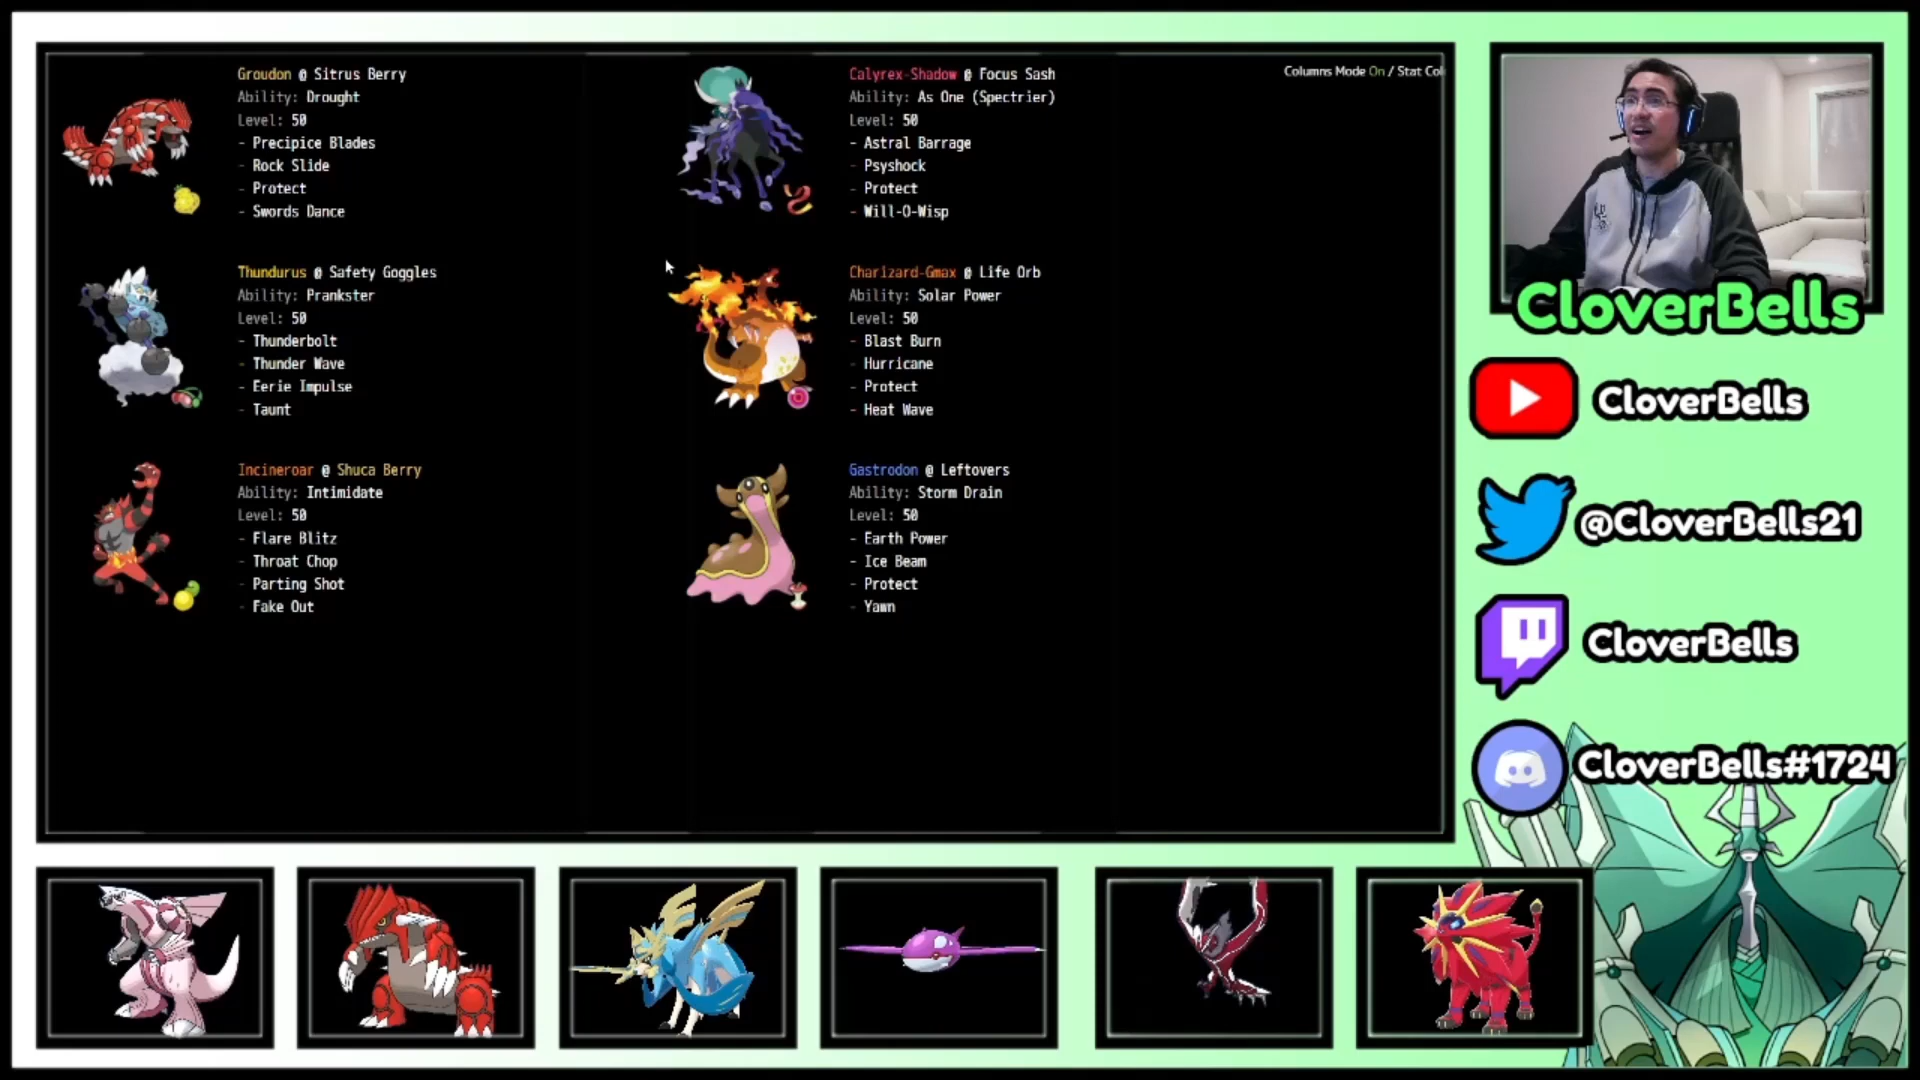 Columns Mode On / Stat Col
Groudon @ Sitrus Berry
Ability: Drought
Level: 50
- Precipice Blades
- Rock Slide
- Protect
- Swords Dance
Calyrex-Shadow @ Focus Sash
Ability: As One (Spectrier)
Level: 50
- Astral Barrage
- Psyshock
- Protect
- Will-O-Wisp
Thundurus @ Safety Goggles
Ability: Prankster
Level: 50
- Thunderbolt
- Thunder Wave
- Eerie Impulse
- Taunt
Charizard-Gmax @ Life Orb
Ability: Solar Power
Level: 50
- Blast Burn
- Hurricane
- Protect
- Heat Wave
Incineroar @ Shuca Berry
Ability: Intimidate
Level: 50
- Flare Blitz
- Throat Chop
- Parting Shot
- Fake Out
Gastrodon @ Leftovers
Ability: Storm Drain
Level: 50
- Earth Power
- Ice Beam
- Protect
- Yawn
CloverBells
CloverBells
@CloverBells21
CloverBells
CloverBells#1724